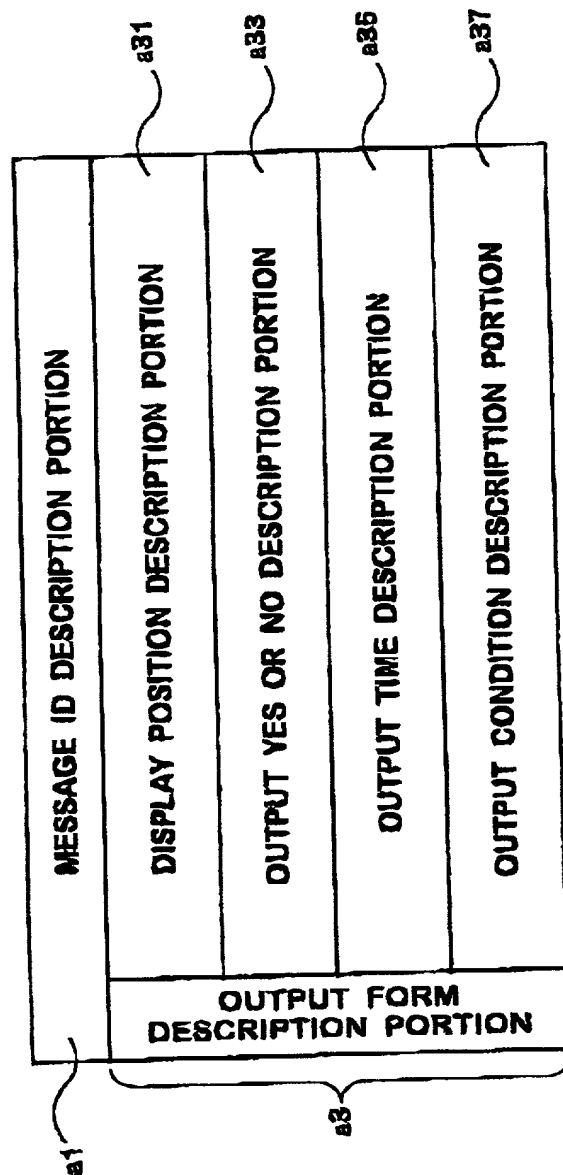 MESSAGE ID DESCRIPTION PORTION
a1
OUTPUT FORM
DESCRIPTION PORTION
a3
DISPLAY POSITION DESCRIPTION PORTION
a31
OUTPUT YES OR NO DESCRIPTION PORTION
a33
OUTPUT TIME DESCRIPTION PORTION
a35
OUTPUT CONDITION DESCRIPTION PORTION
a37